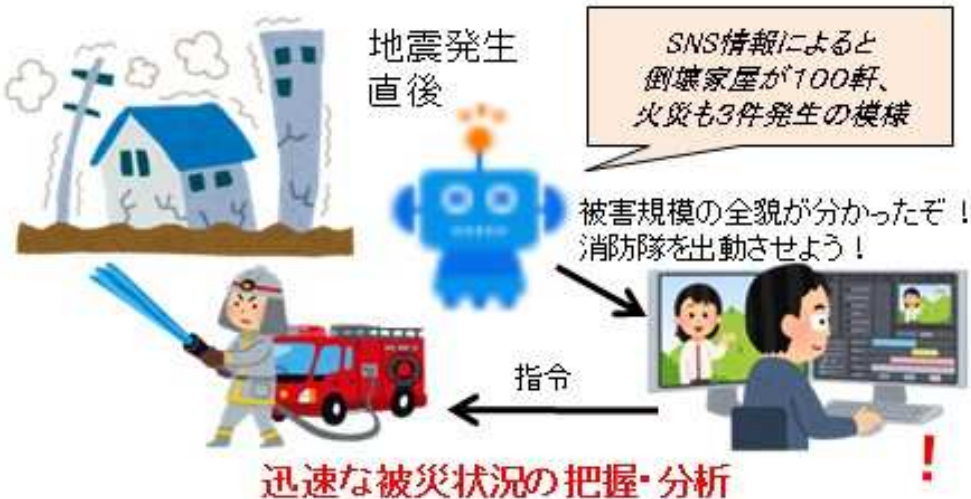 地震発生
直後
SNS情報によると
倒壊家屋が100軒、
火災も3件発生の模様
被害規模の全貌が分かったぞ！
消防隊を出動させよう！
指令
！
迅速な被災状況の把握・分析